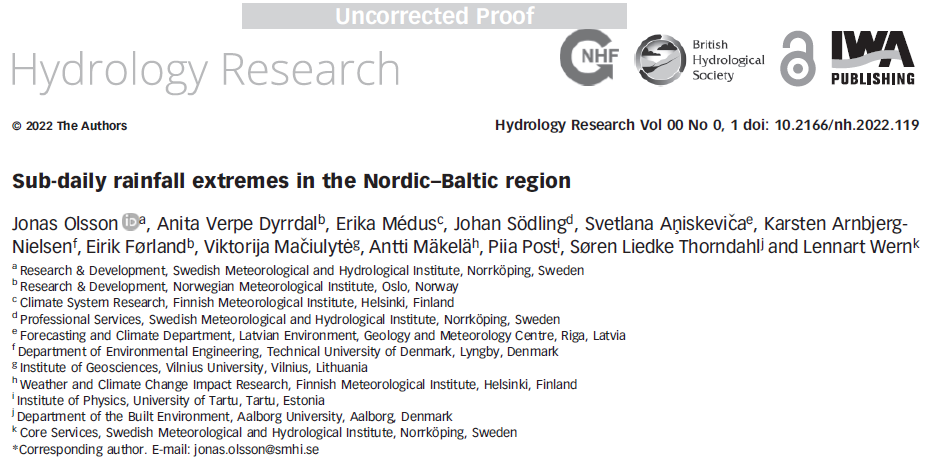 Uncorrected Proof
Hydrology Research
NHF
British
Hydrological
Society
IWA
PUBLISHING
© 2022 The Authors
Hydrology Research Vol 00 No 0, 1 doi: 10.2166/nh.2022.119
Sub-daily rainfall extremes in the Nordic–Baltic region
Jonas Olsson iD a, Anita Verpe Dyrrdal b, Erika Médus c, Johan Södling d, Svetlana Aņiskeviča e, Karsten Arnbjerg-
Nielsen f, Eirik Førland b, Viktorija Mačiulytė g, Antti Mäkelä h, Piia Post i, Søren Liedke Thorndahl j and Lennart Wern k
a Research & Development, Swedish Meteorological and Hydrological Institute, Norrköping, Sweden
b Research & Development, Norwegian Meteorological Institute, Oslo, Norway
c Climate System Research, Finnish Meteorological Institute, Helsinki, Finland
d Professional Services, Swedish Meteorological and Hydrological Institute, Norrköping, Sweden
e Forecasting and Climate Department, Latvian Environment, Geology and Meteorology Centre, Riga, Latvia
f Department of Environmental Engineering, Technical University of Denmark, Lyngby, Denmark
g Institute of Geosciences, Vilnius University, Vilnius, Lithuania
h Weather and Climate Change Impact Research, Finnish Meteorological Institute, Helsinki, Finland
i Institute of Physics, University of Tartu, Tartu, Estonia
j Department of the Built Environment, Aalborg University, Aalborg, Denmark
k Core Services, Swedish Meteorological and Hydrological Institute, Norrköping, Sweden
*Corresponding author. E-mail: jonas.olsson@smhi.se